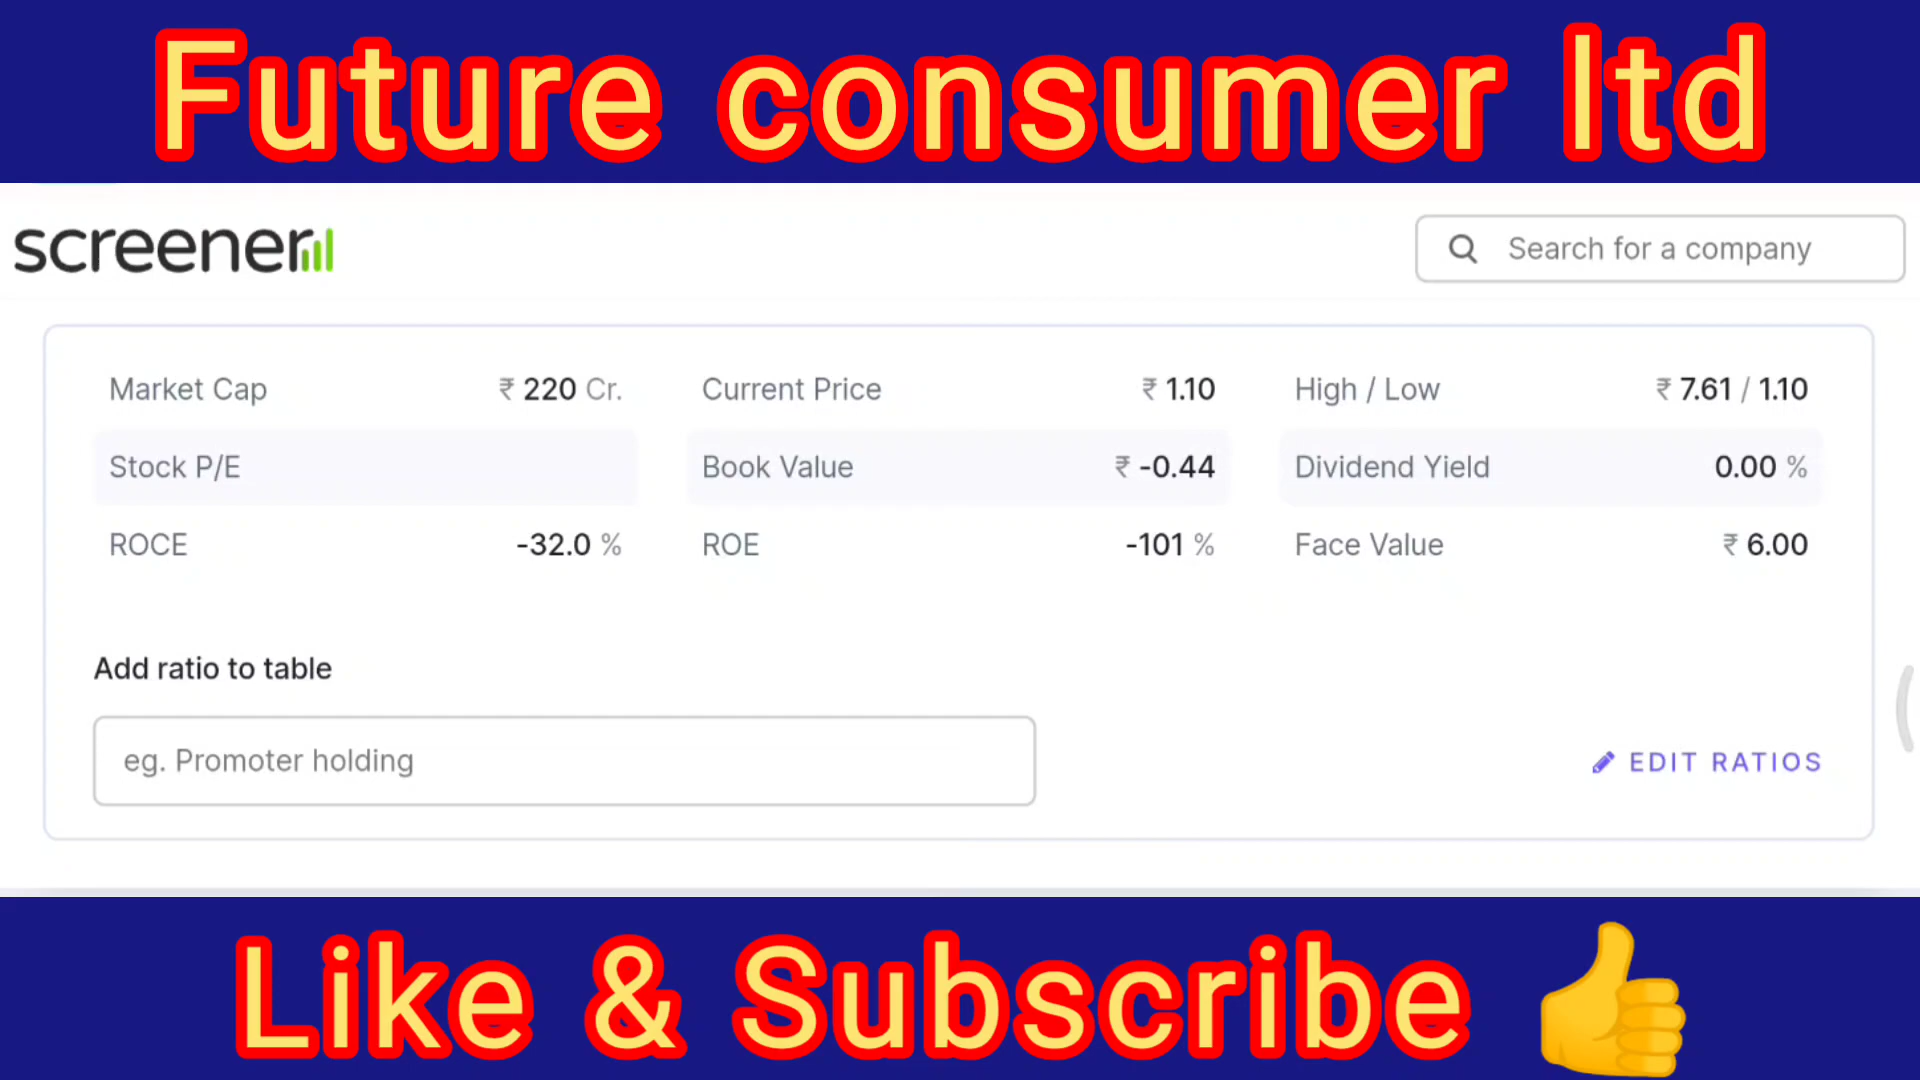 Future consumer ltd
screener
Search for a company
Market Cap ₹ 220 Cr.
Current Price ₹ 1.10
High / Low ₹ 7.61 / 1.10
Stock P/E
Book Value ₹ -0.44
Dividend Yield 0.00 %
ROCE -32.0 %
ROE -101 %
Face Value ₹ 6.00
Add ratio to table
eg. Promoter holding
EDIT RATIOS
Like & Subscribe 👍